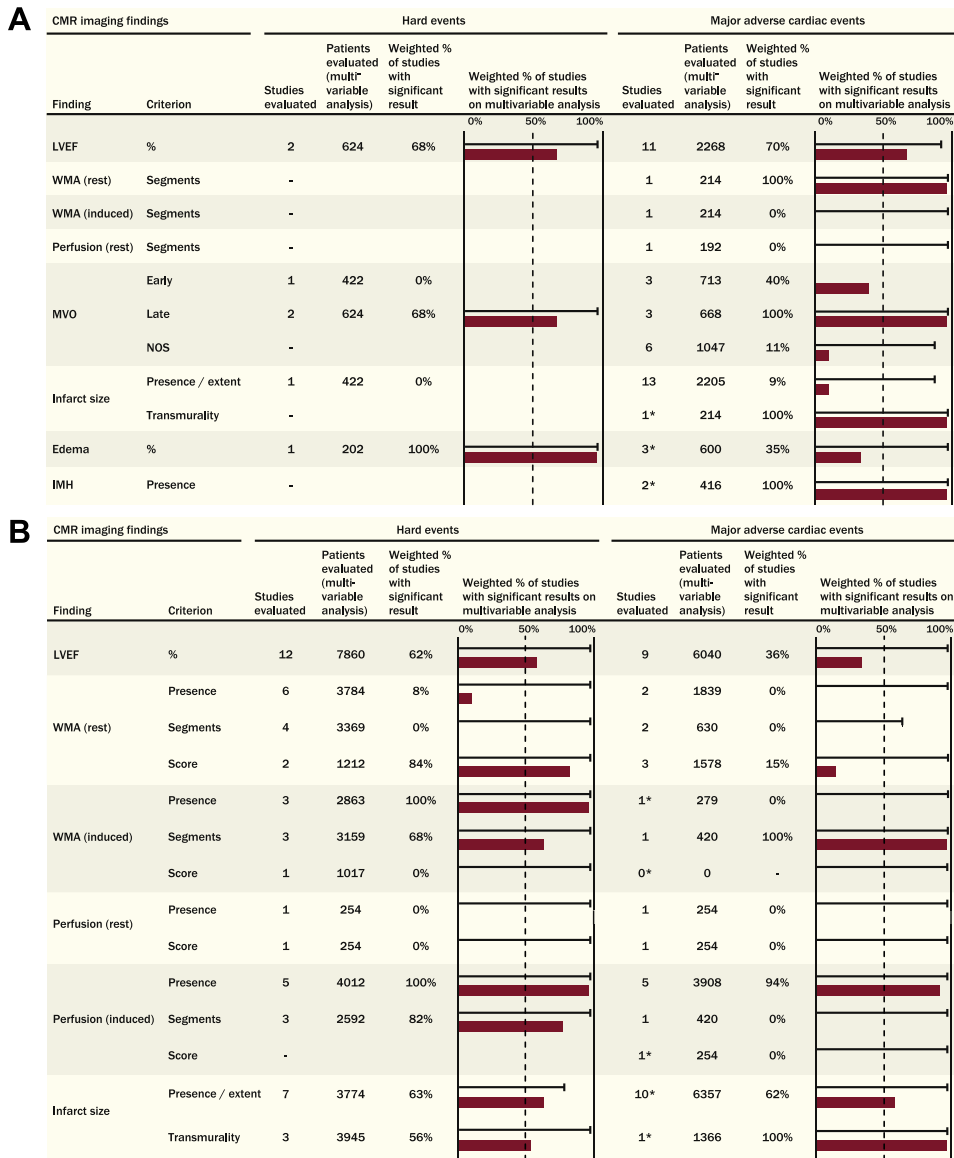 A
CMR imaging findings Hard events Major adverse cardiac events
Finding Criterion Studies evaluated Patients evaluated (multi-variable analysis) Weighted % of studies with significant result Weighted % of studies with significant results on multivariable analysis Studies evaluated Patients evaluated (multi-variable analysis) Weighted % of studies with significant result Weighted % of studies with significant results on multivariable analysis
0% 50% 100% 0% 50% 100%
LVEF % 2 624 68% 11 2268 70%
WMA (rest) Segments - 1 214 100%
WMA (induced) Segments - 1 214 0%
Perfusion (rest) Segments - 1 192 0%
Early 1 422 0% 3 713 40%
MVO Late 2 624 68% 3 668 100%
NOS - 6 1047 11%
Presence / extent 1 422 0% 13 2205 9%
Infarct size
Transmurality - 1* 214 100%
Edema % 1 202 100% 3* 600 35%
IMH Presence - 2* 416 100%
B
CMR imaging findings Hard events Major adverse cardiac events
Finding Criterion Studies evaluated Patients evaluated (multi-variable analysis) Weighted % of studies with significant result Weighted % of studies with significant results on multivariable analysis Studies evaluated Patients evaluated (multi-variable analysis) Weighted % of studies with significant result Weighted % of studies with significant results on multivariable analysis
0% 50% 100% 0% 50% 100%
LVEF % 12 7860 62% 9 6040 36%
Presence 6 3784 8% 2 1839 0%
WMA (rest) Segments 4 3369 0% 2 630 0%
Score 2 1212 84% 3 1578 15%
Presence 3 2863 100% 1* 279 0%
WMA (induced) Segments 3 3159 68% 1 420 100%
Score 1 1017 0% 0* 0 -
Presence 1 254 0% 1 254 0%
Perfusion (rest)
Score 1 254 0% 1 254 0%
Presence 5 4012 100% 5 3908 94%
Perfusion (induced) Segments 3 2592 82% 1 420 0%
Score - 1* 254 0%
Presence / extent 7 3774 63% 10* 6357 62%
Infarct size
Transmurality 3 3945 56% 1* 1366 100%